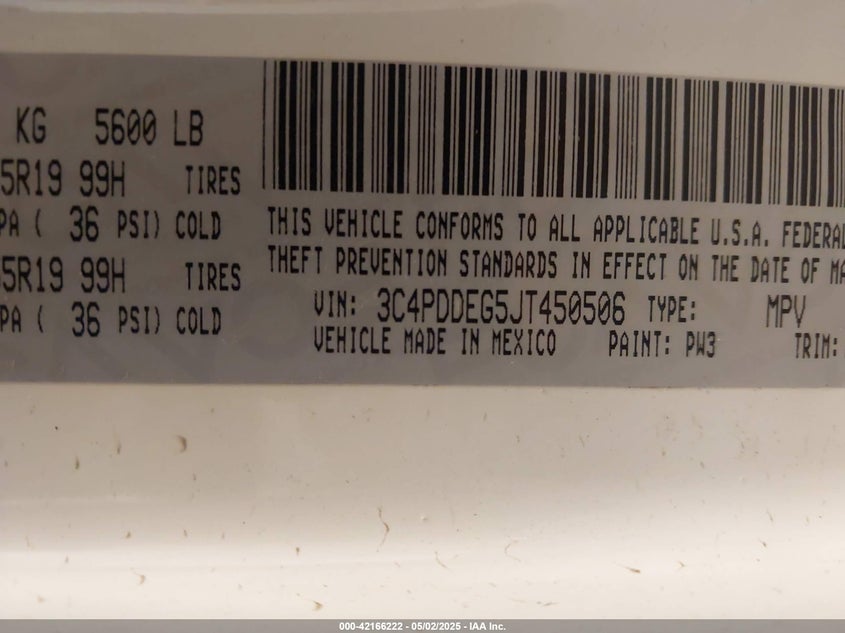 KG 5600 LB
5R19 99H TIRES
PA ( 36 PSI) COLD
5R19 99H TIRES
PA ( 36 PSI) COLD
THIS VEHICLE CONFORMS TO ALL APPLICABLE U.S.A. FEDERAL
THEFT PREVENTION STANDARDS IN EFFECT ON THE DATE OF MA
VIN: 3C4PDDEG5JT450506 TYPE: MPV
VEHICLE MADE IN MEXICO PAINT: PW3 TRIM:
000-42166222 - 05/02/2025 - IAA Inc.